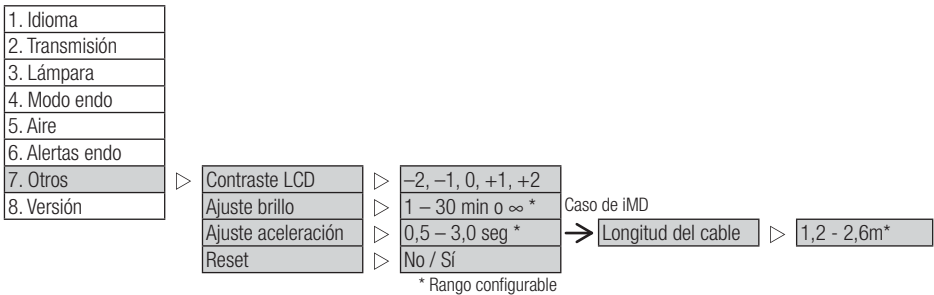 1. Idioma
2. Transmisión
3. Lámpara
4. Modo endo
5. Aire
6. Alertas endo
7. Otros
8. Versión
Contraste LCD
–2, –1, 0, +1, +2
Ajuste brillo
1 – 30 min o ∞ *
Caso de iMD
Ajuste aceleración
0,5 – 3,0 seg *
Longitud del cable
1,2 - 2,6m*
Reset
No / Sí
* Rango configurable